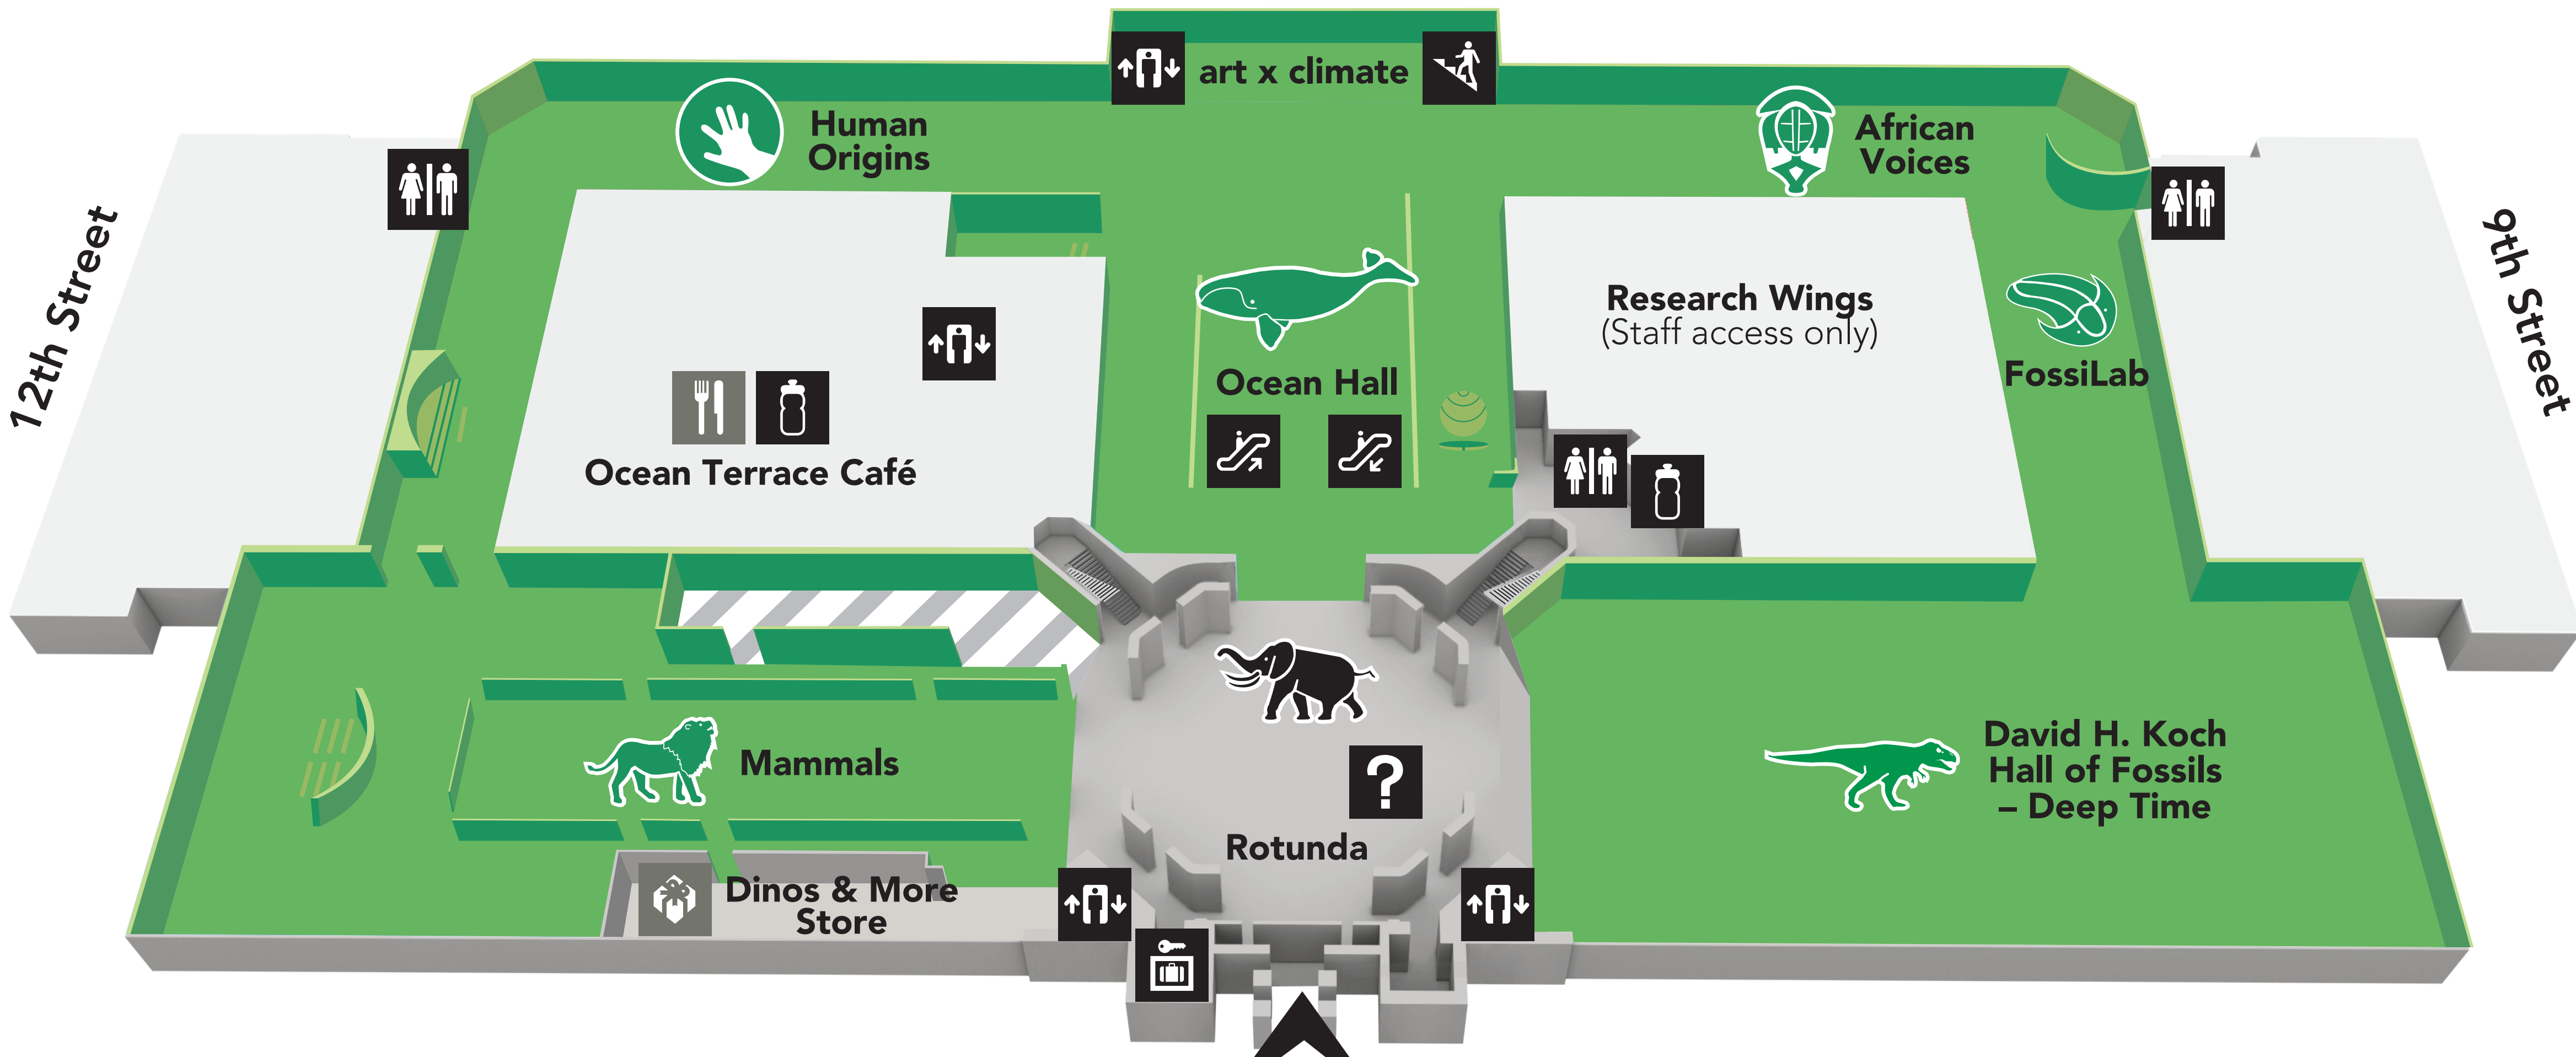 art x climate
Human
Origins
African
Voices
12th Street
9th Street
Research Wings
(Staff access only)
FossiLab
Ocean Hall
Ocean Terrace Café
Mammals
David H. Koch
Hall of Fossils
– Deep Time
?
Rotunda
Dinos & More
Store